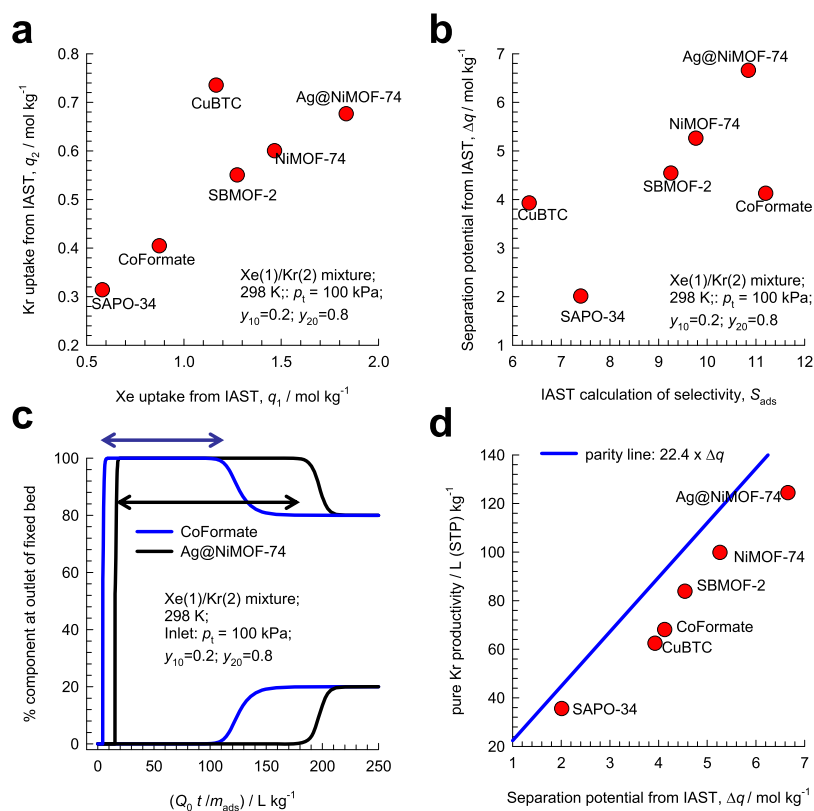 a
0.8
0.7
0.6
0.5
0.4
0.3
0.2
0.5
1.0
1.5
2.0
Kr uptake from IAST, q₂ / mol kg⁻¹
Xe uptake from IAST, q₁ / mol kg⁻¹
CuBTC
Ag@NiMOF-74
NiMOF-74
SBMOF-2
CoFormate
SAPO-34
Xe(1)/Kr(2) mixture;
298 K;: pₜ = 100 kPa;
y₁₀=0.2; y₂₀=0.8
b
7
6
5
4
3
2
1
6
7
8
9
10
11
12
Separation potential from IAST, Δq / mol kg⁻¹
IAST calculation of selectivity, Sads
Ag@NiMOF-74
NiMOF-74
SBMOF-2
CuBTC
CoFormate
SAPO-34
Xe(1)/Kr(2) mixture;
298 K;: pₜ = 100 kPa;
y₁₀=0.2; y₂₀=0.8
c
100
80
60
40
20
0
0
50
100
150
200
250
% component at outlet of fixed bed
(Q₀ t /mads) / L kg⁻¹
CoFormate
Ag@NiMOF-74
Xe(1)/Kr(2) mixture;
298 K;
Inlet: pₜ = 100 kPa;
y₁₀=0.2; y₂₀=0.8
d
140
120
100
80
60
40
20
1
2
3
4
5
6
7
pure Kr productivity / L (STP) kg⁻¹
Separation potential from IAST, Δq / mol kg⁻¹
parity line: 22.4 x Δq
Ag@NiMOF-74
NiMOF-74
SBMOF-2
CoFormate
CuBTC
SAPO-34